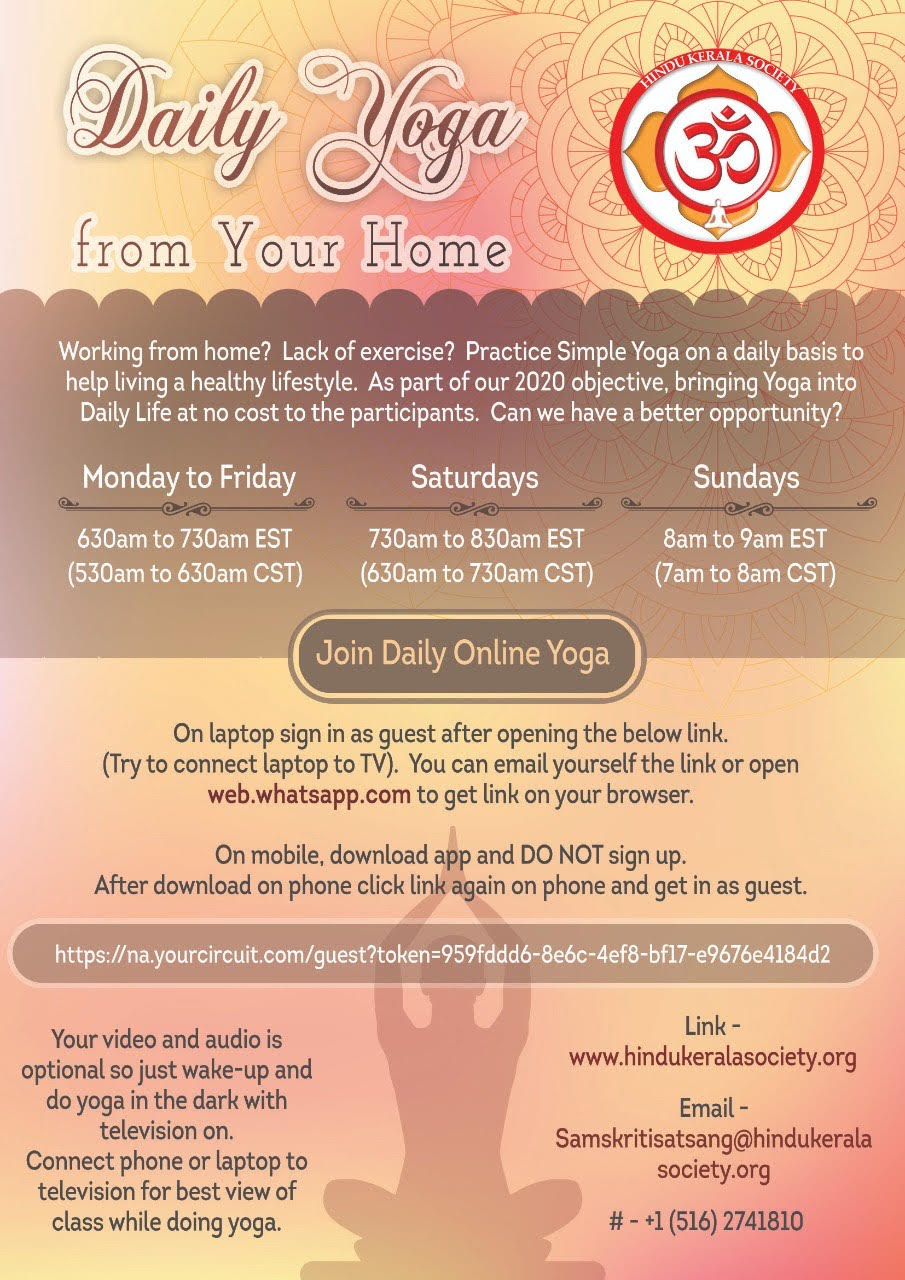 Daily Yoga
HINDU KERALA SOCIETY
ॐ
from Your Home
Working from home?  Lack of exercise?  Practice Simple Yoga on a daily basis to
help living a healthy lifestyle.  As part of our 2020 objective, bringing Yoga into
Daily Life at no cost to the participants.  Can we have a better opportunity?
Monday to Friday
630am to 730am EST
(530am to 630am CST)
Saturdays
730am to 830am EST
(630am to 730am CST)
Sundays
8am to 9am EST
(7am to 8am CST)
Join Daily Online Yoga
On laptop sign in as guest after opening the below link.
(Try to connect laptop to TV).  You can email yourself the link or open
web.whatsapp.com to get link on your browser.
On mobile, download app and DO NOT sign up.
After download on phone click link again on phone and get in as guest.
https://na.yourcircuit.com/guest?token=959fddd6-8e6c-4ef8-bf17-e9676e4184d2
Your video and audio is
optional so just wake-up and
do yoga in the dark with
television on.
Connect phone or laptop to
television for best view of
class while doing yoga.
Link -
www.hindukeralasociety.org
Email -
Samskritisatsang@hindukerala
society.org
# - +1 (516) 2741810